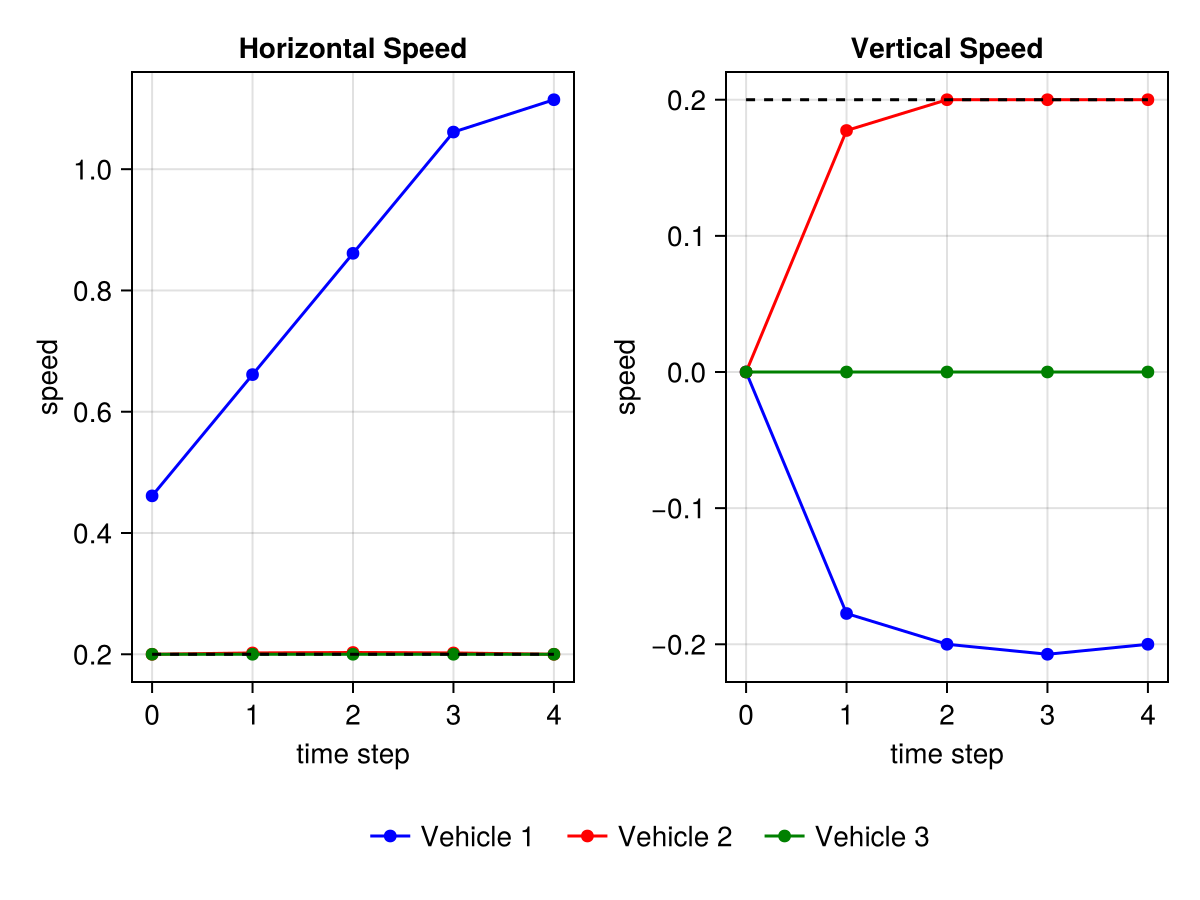 Horizontal Speed
speed
1.0
0.8
0.6
0.4
0.2
0 1 2 3 4
time step
Vertical Speed
speed
0.2
0.1
0.0
−0.1
−0.2
0 1 2 3 4
time step
Vehicle 1 Vehicle 2 Vehicle 3